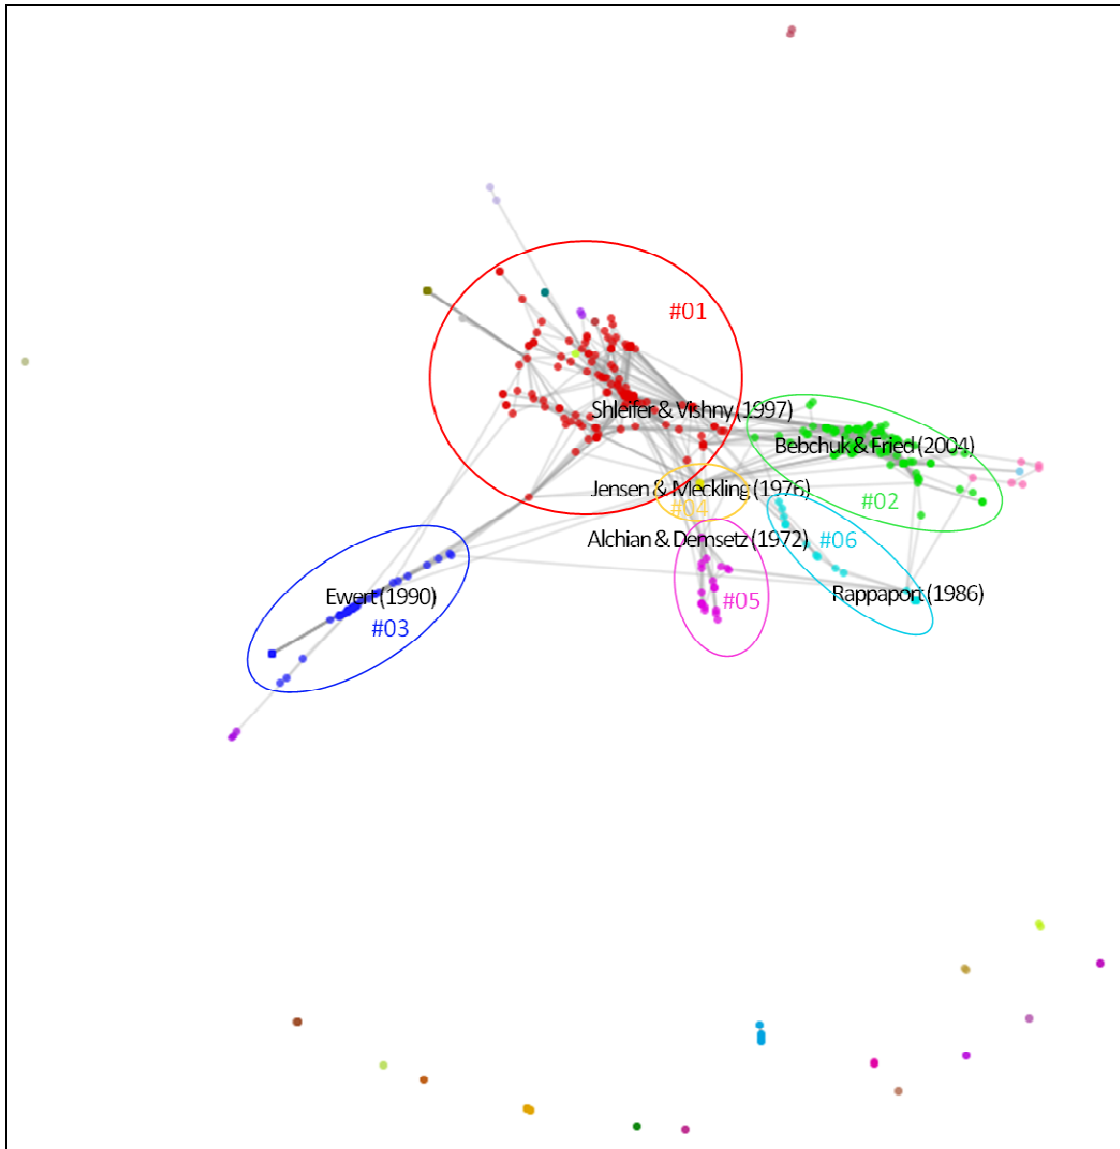 #01
Shleifer & Vishny (1997)
Bebchuk & Fried (2004)
Jensen & Meckling (1976)
#02
#04
Alchian & Demsetz (1972)
#06
Ewert (1990)
Rappaport (1986)
#05
#03